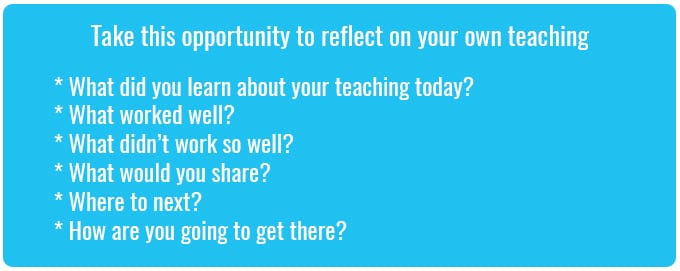 Take this opportunity to reflect on your own teaching
* What did you learn about your teaching today?
* What worked well?
* What didn’t work so well?
* What would you share?
* Where to next?
* How are you going to get there?